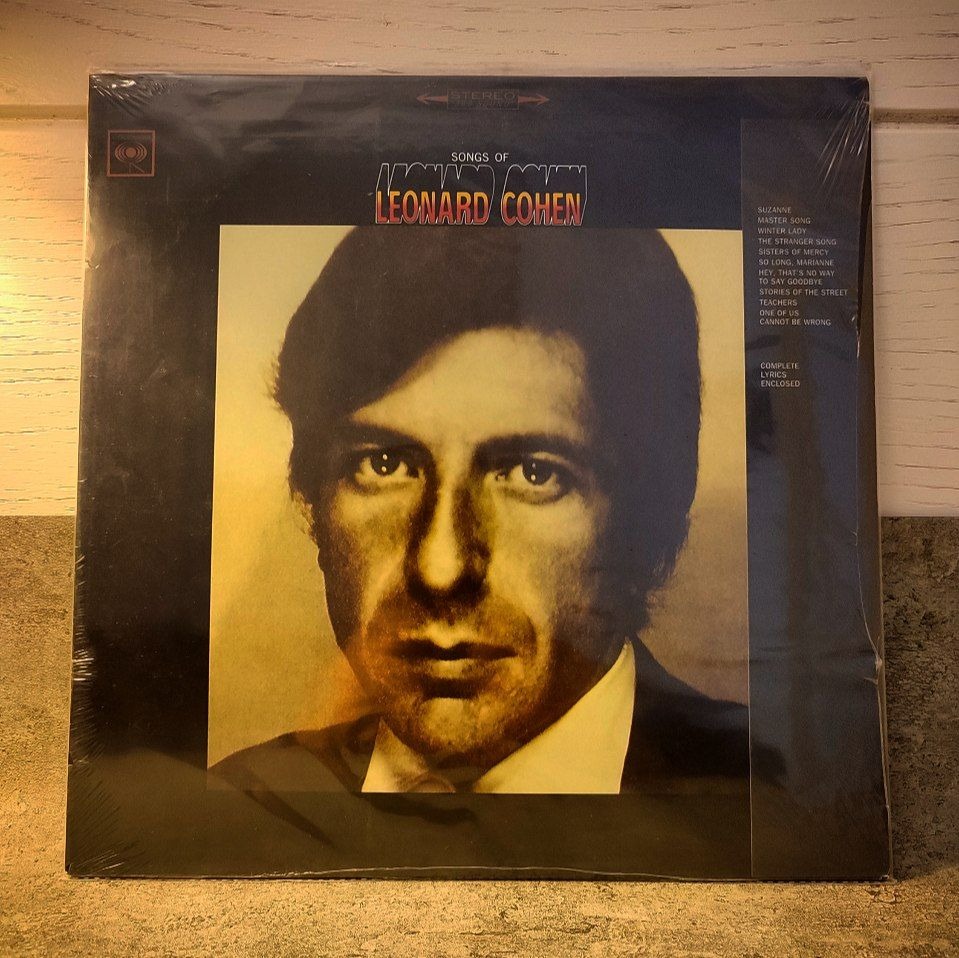 STEREO
SONGS OF
LEONARD COHEN
SUZANNE
MASTER SONG
WINTER LADY
THE STRANGER SONG
SISTERS OF MERCY
SO LONG, MARIANNE
HEY, THAT'S NO WAY
TO SAY GOODBYE
STORIES OF THE STREET
TEACHERS
ONE OF US
CANNOT BE WRONG
COMPLETE
LYRICS
ENCLOSED